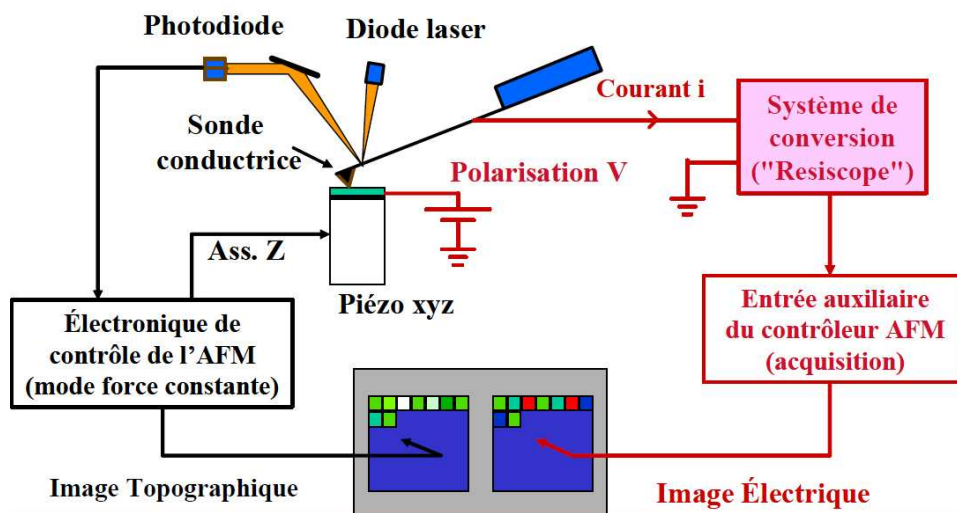 Photodiode
Diode laser
Courant i
Système de
conversion
("Resiscope")
Sonde
conductrice
Polarisation V
Ass. Z
Piézo xyz
Électronique de
contrôle de l'AFM
(mode force constante)
Entrée auxiliaire
du contrôleur AFM
(acquisition)
Image Topographique
Image Électrique